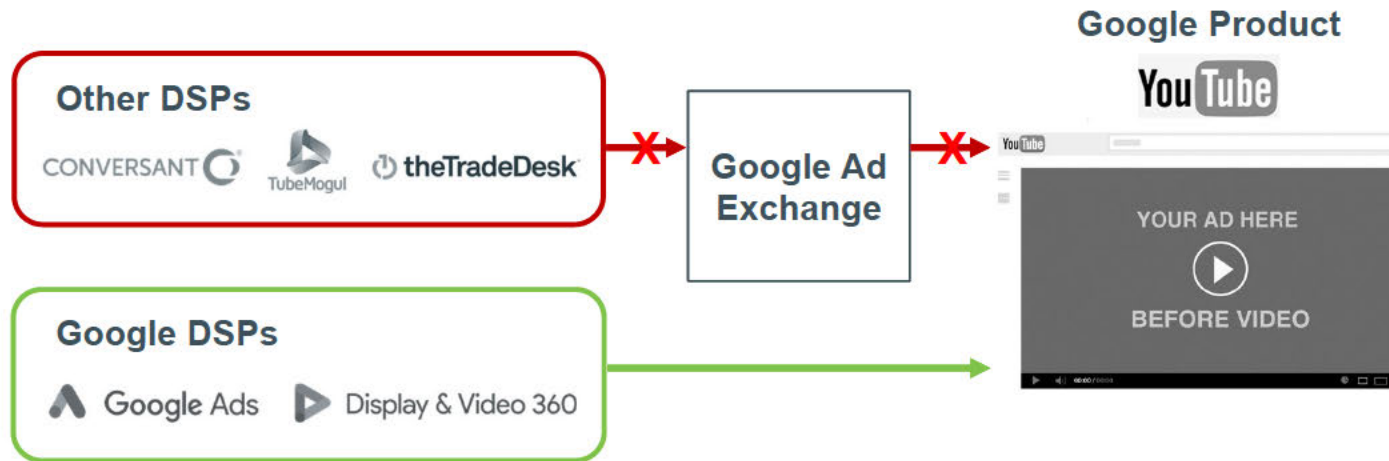 Google Product
YouTube
Other DSPs
CONVERSANT
TubeMogul
theTradeDesk
X
Google Ad
Exchange
X
YouTube
YOUR AD HERE
BEFORE VIDEO
Google DSPs
Google Ads
Display & Video 360